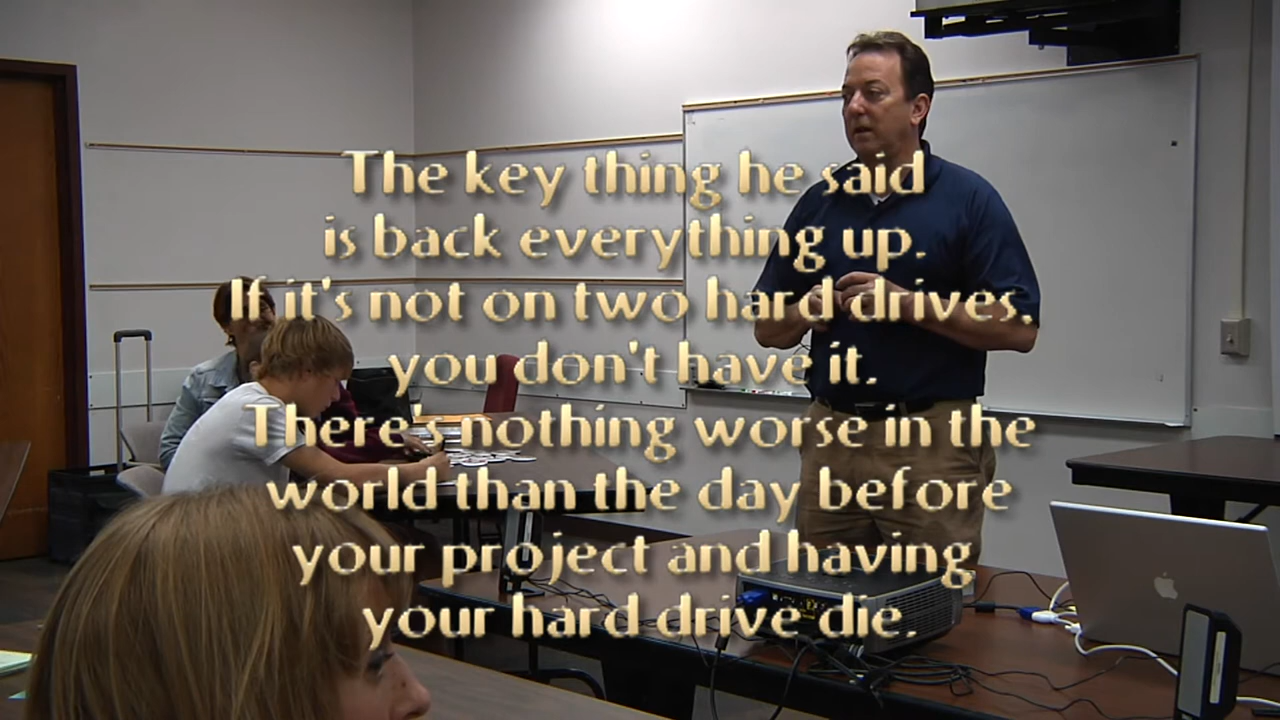 The key thing he said
is back everything up.
If it's not on two hard drives,
you don't have it.
There's nothing worse in the
world than the day before
your project and having
your hard drive die.